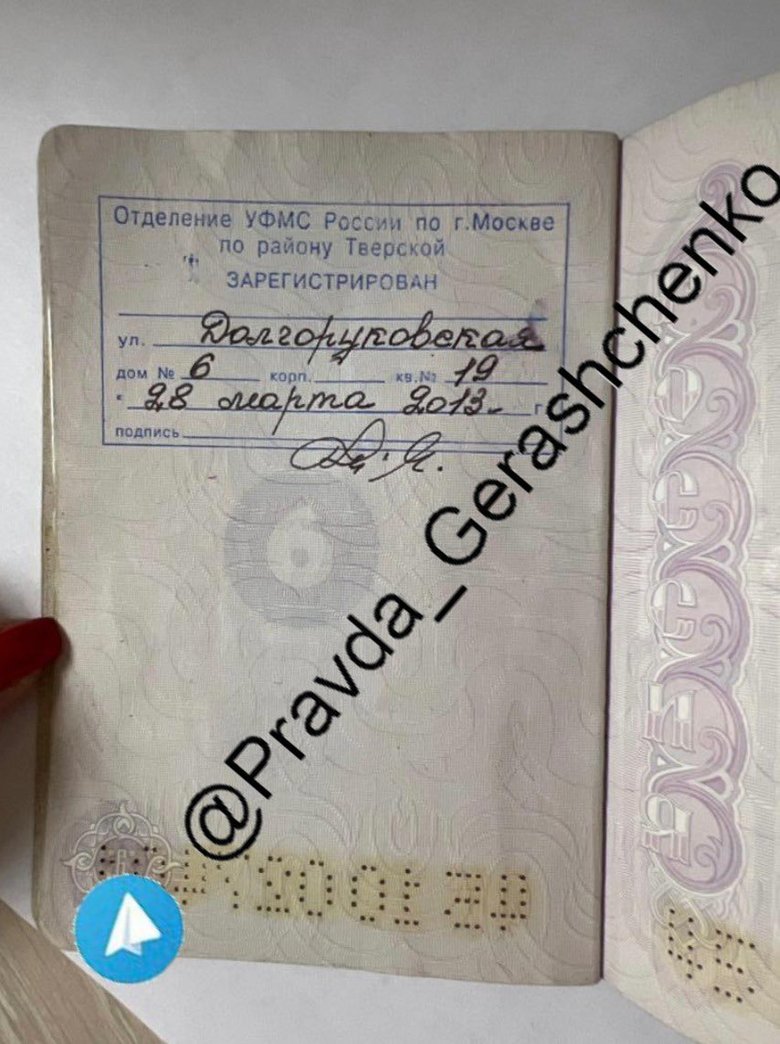 Отделение УФМС России по г.Москве
по району Тверской
ЗАРЕГИСТРИРОВАН
ул. Долгоруковская
дом № 6 корп. кв.№ 19
" 28 марта 2013 г.
подпись
6
@Pravda_Gerashchenko